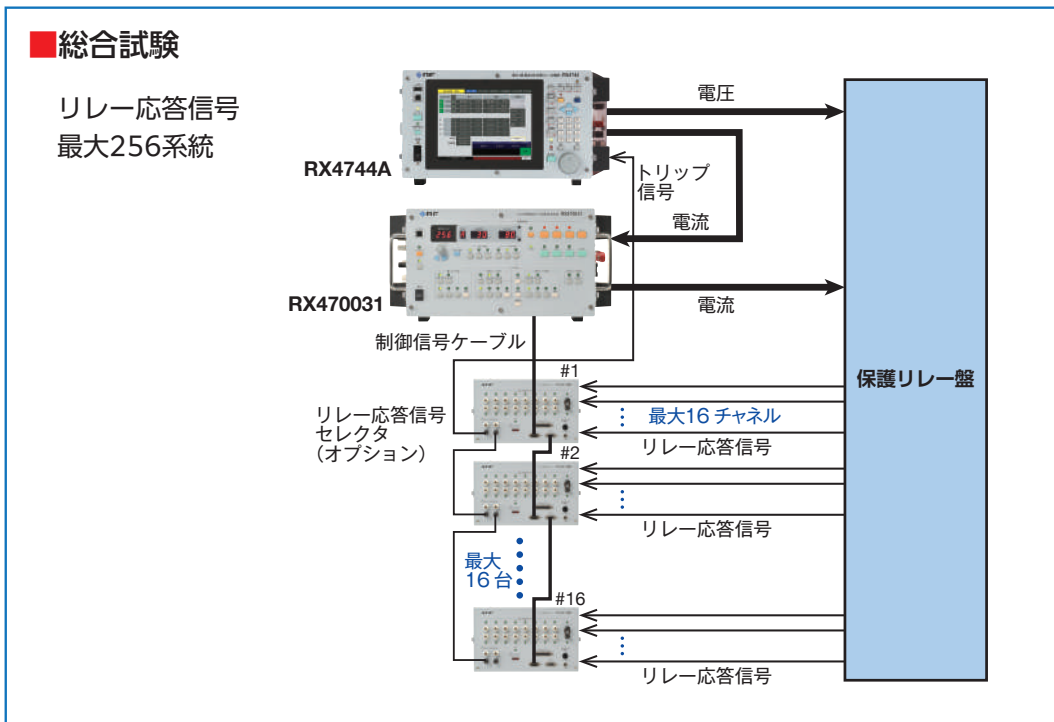 ■総合試験
リレー応答信号
最大256系統
RX4744A
電圧
トリップ
信号
電流
RX470031
電流
制御信号ケーブル
保護リレー盤
#1
リレー応答信号
セレクタ
(オプション)
最大16チャネル
リレー応答信号
#2
リレー応答信号
最大
16台
#16
リレー応答信号